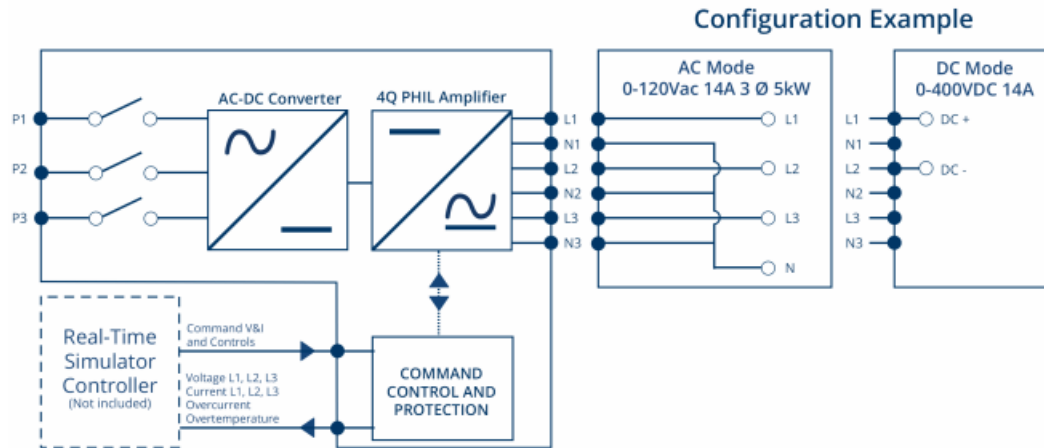 Configuration Example
P1
P2
P3
AC-DC Converter
4Q PHIL Amplifier
L1
N1
L2
N2
L3
N3
AC Mode
0-120Vac 14A 3 Ø 5kW
L1
L2
L3
N
DC Mode
0-400VDC 14A
L1
N1
L2
N2
L3
N3
DC +
DC -
Real-Time
Simulator
Controller
(Not included)
Command V&I
and Controls
Voltage L1, L2, L3
Current L1, L2, L3
Overcurrent
Overtemperature
COMMAND
CONTROL AND
PROTECTION